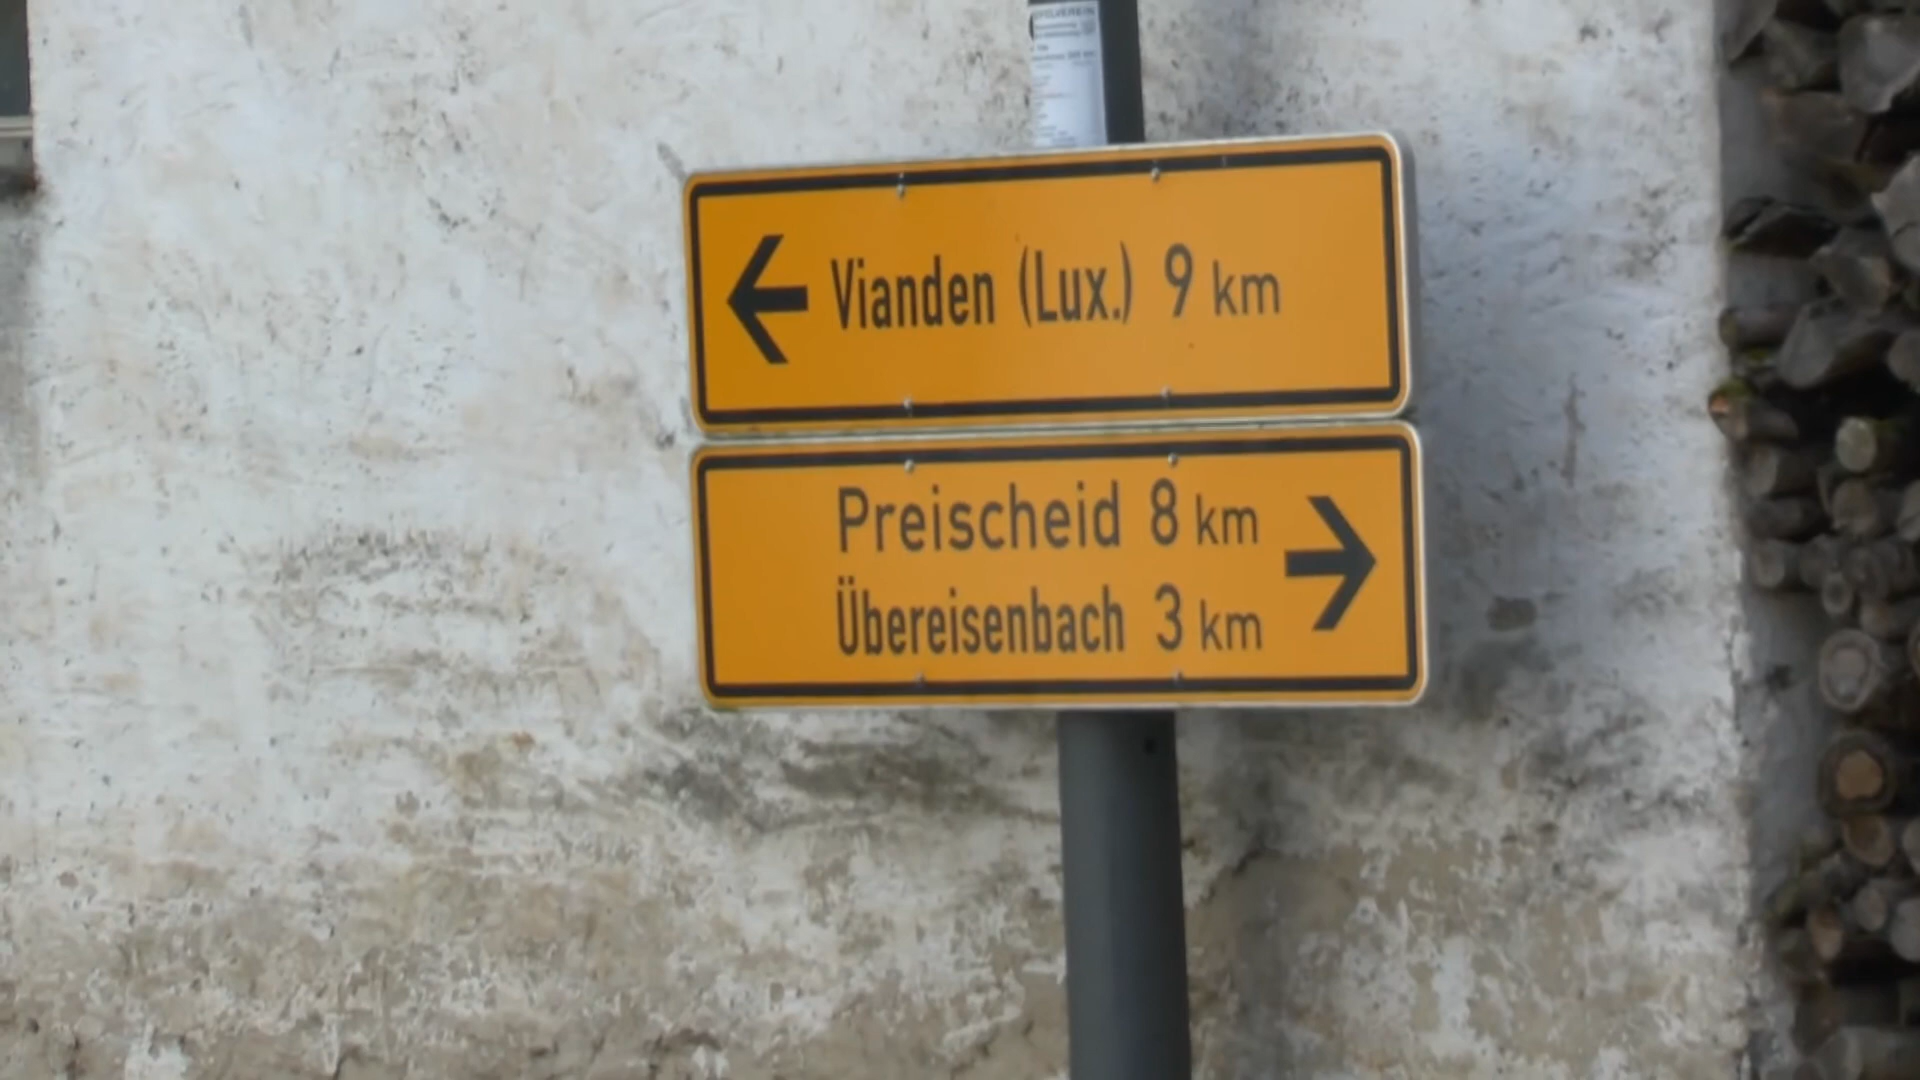 Vianden (Lux.) 9 km
Preischeid 8 km
Übereisenbach 3 km